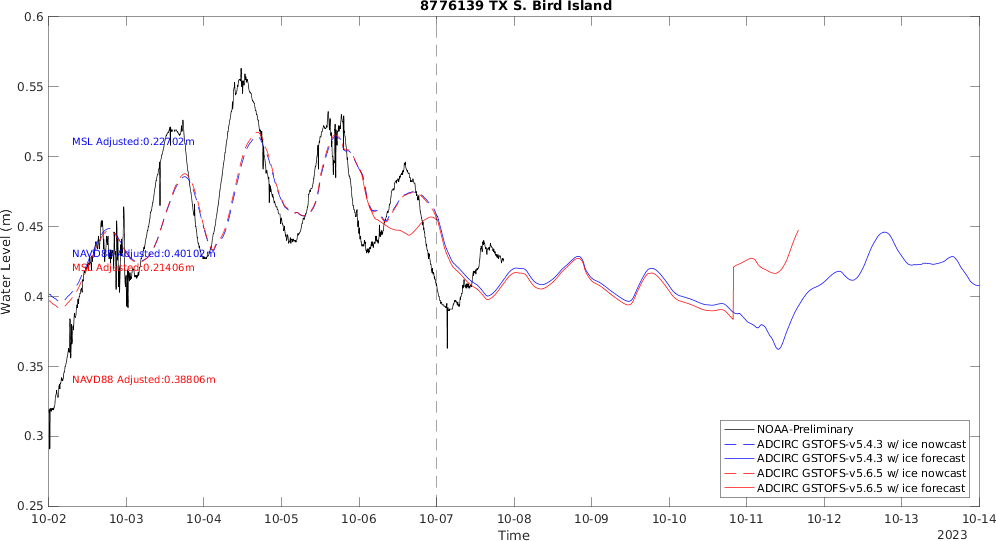 8776139 TX S. Bird Island
0.6
0.55
0.5
0.45
0.4
0.35
0.3
0.25
Water Level (m)
MSL Adjusted:0.22702m
NAVD88 Adjusted:0.40102m
MSL Adjusted:0.21406m
NAVD88 Adjusted:0.38806m
NOAA-Preliminary
ADCIRC GSTOFS-v5.4.3 w/ ice nowcast
ADCIRC GSTOFS-v5.4.3 w/ ice forecast
ADCIRC GSTOFS-v5.6.5 w/ ice nowcast
ADCIRC GSTOFS-v5.6.5 w/ ice forecast
10-02 10-03 10-04 10-05 10-06 10-07 10-08 10-09 10-10 10-11 10-12 10-13 10-14
Time
2023